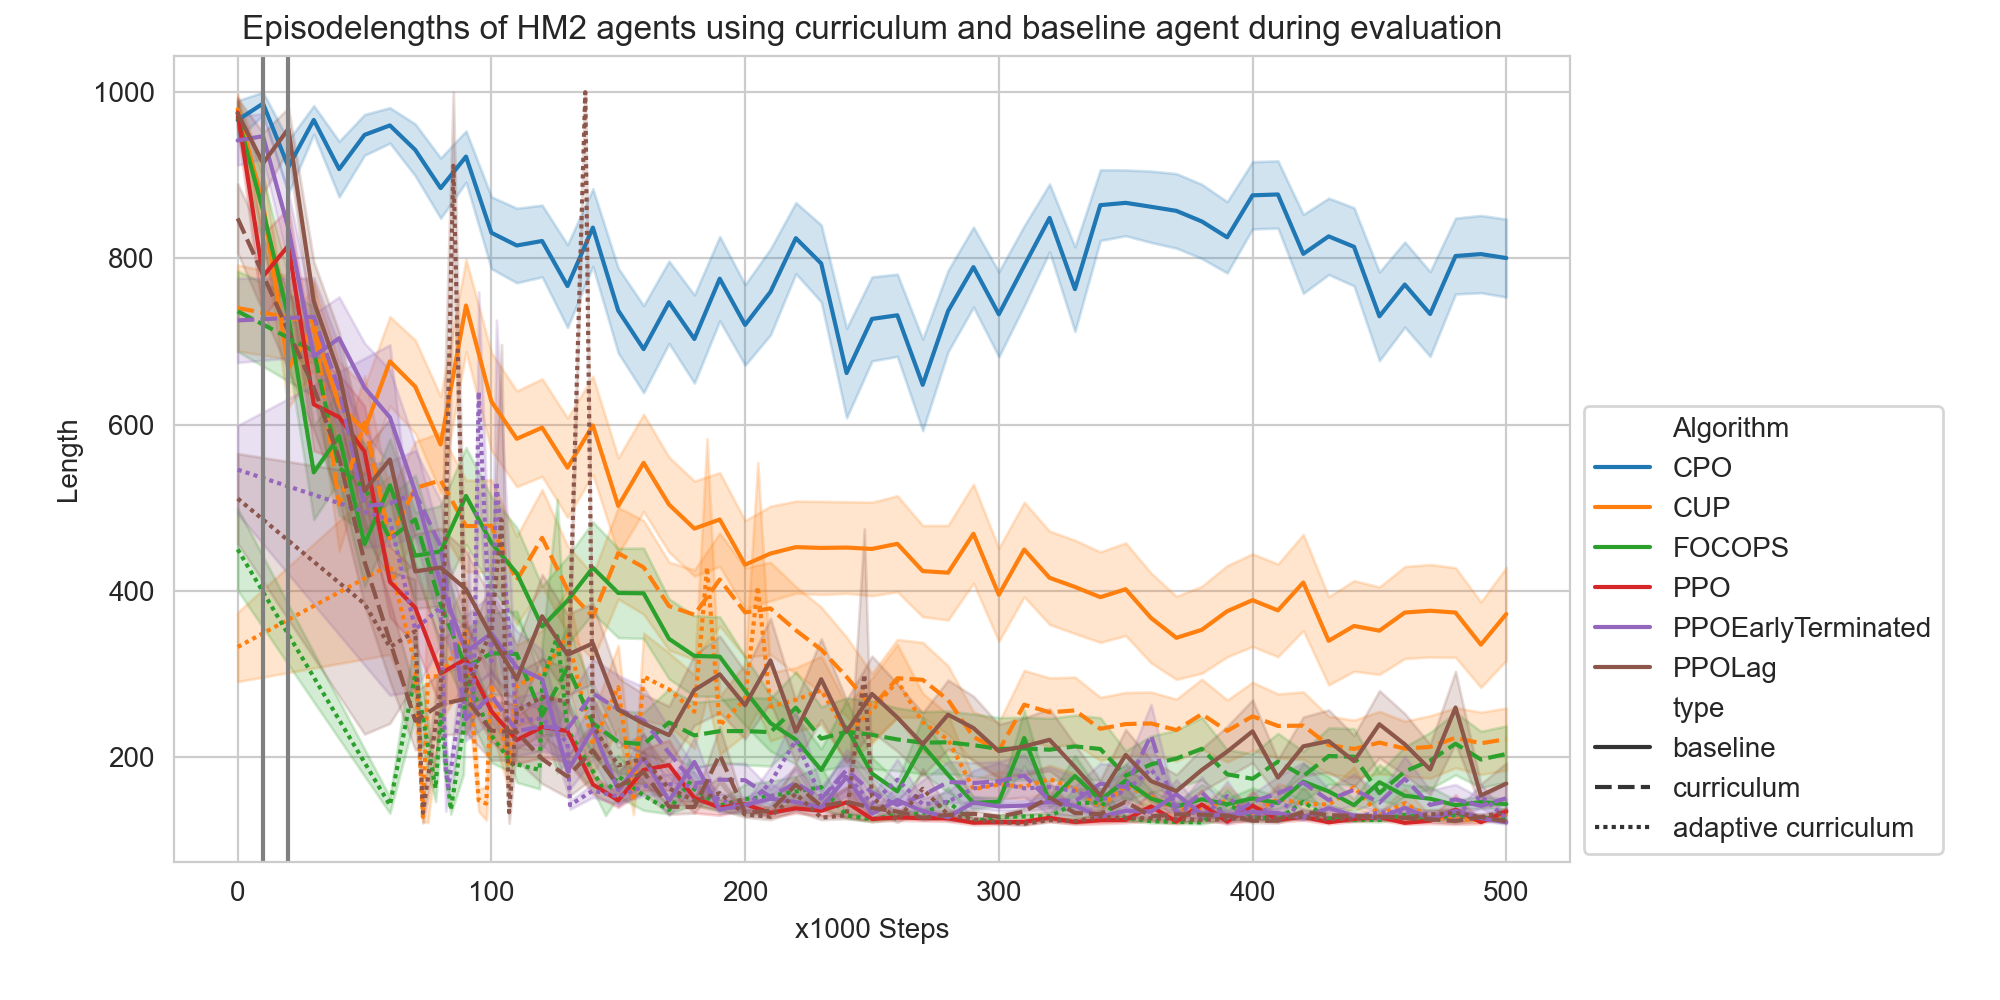 Episodelengths of HM2 agents using curriculum and baseline agent during evaluation
1000
800
600
400
200
Length
0
100
200
300
400
500
x1000 Steps
Algorithm
CPO
CUP
FOCOPS
PPO
PPOEarlyTerminated
PPOLag
type
baseline
curriculum
adaptive curriculum